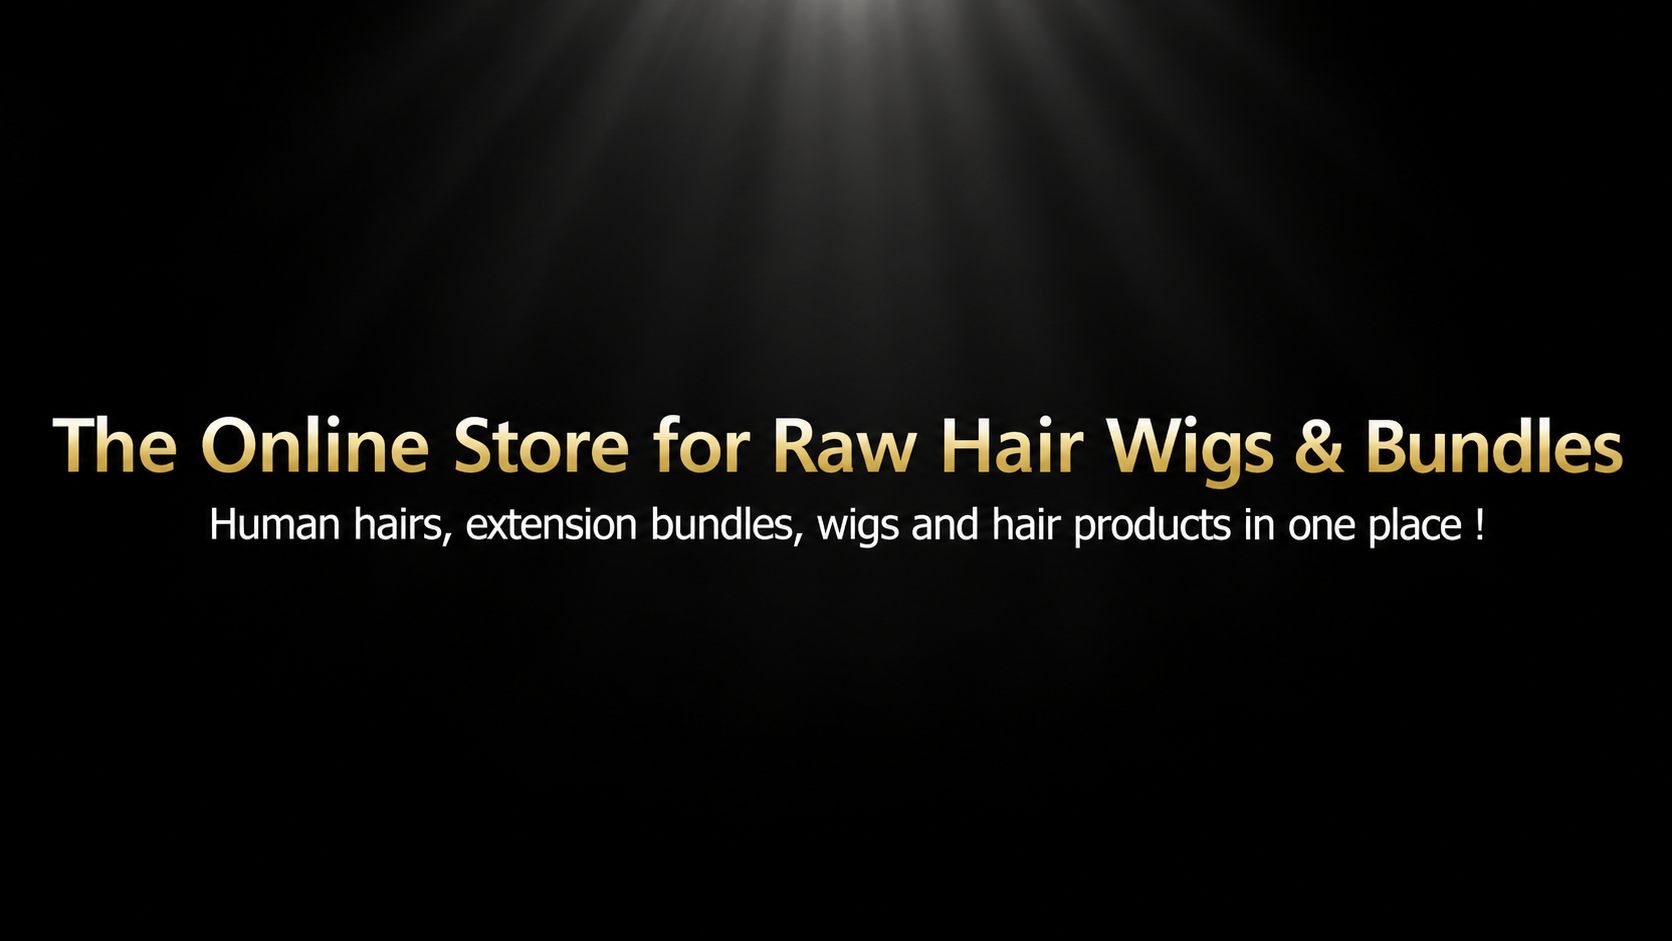 The Online Store for Raw Hair Wigs & Bundles
Human hairs, extension bundles, wigs and hair products in one place !